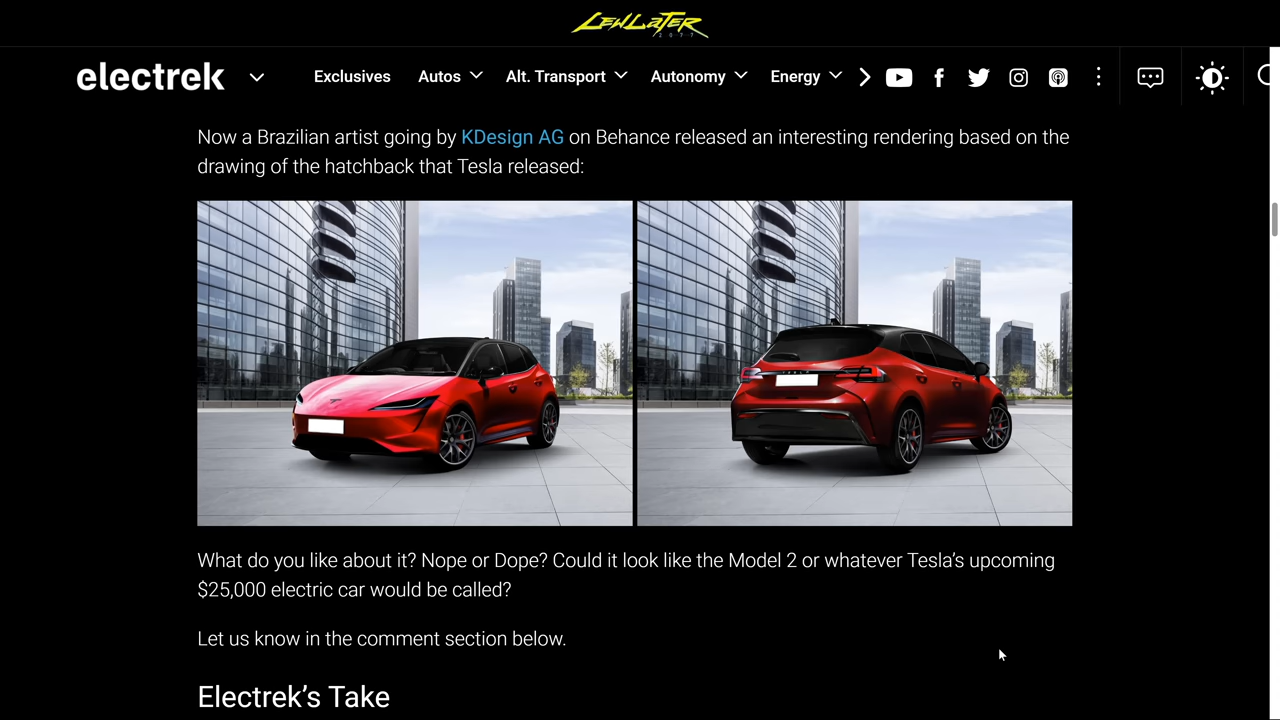 LEWLATER
2077
electrek
Exclusives Autos Alt. Transport Autonomy Energy
Now a Brazilian artist going by KDesign AG on Behance released an interesting rendering based on the
drawing of the hatchback that Tesla released:
TESLA
What do you like about it? Nope or Dope? Could it look like the Model 2 or whatever Tesla’s upcoming
$25,000 electric car would be called?
Let us know in the comment section below.
Electrek’s Take